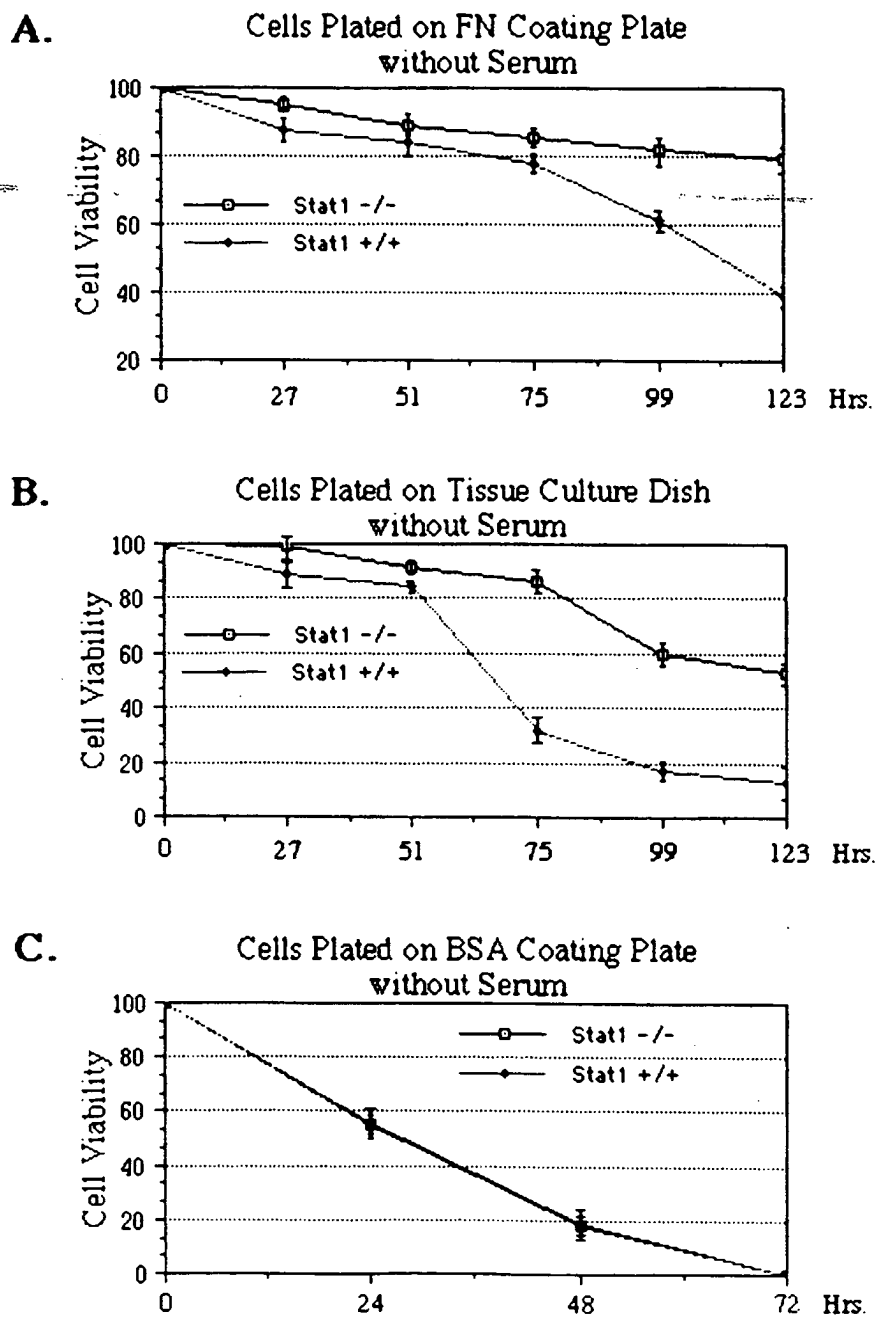 A.
Cells Plated on FN Coating Plate
without Serum
100
80
60
40
20
Cell Viability
Stat1 -/-
Stat1 +/+
0 27 51 75 99 123 Hrs.
B.
Cells Plated on Tissue Culture Dish
without Serum
100
80
60
40
20
0
Cell Viability
Stat1 -/-
Stat1 +/+
0 27 51 75 99 123 Hrs.
C.
Cells Plated on BSA Coating Plate
without Serum
100
80
60
40
20
0
Cell Viability
Stat1 -/-
Stat1 +/+
0 24 48 72 Hrs.